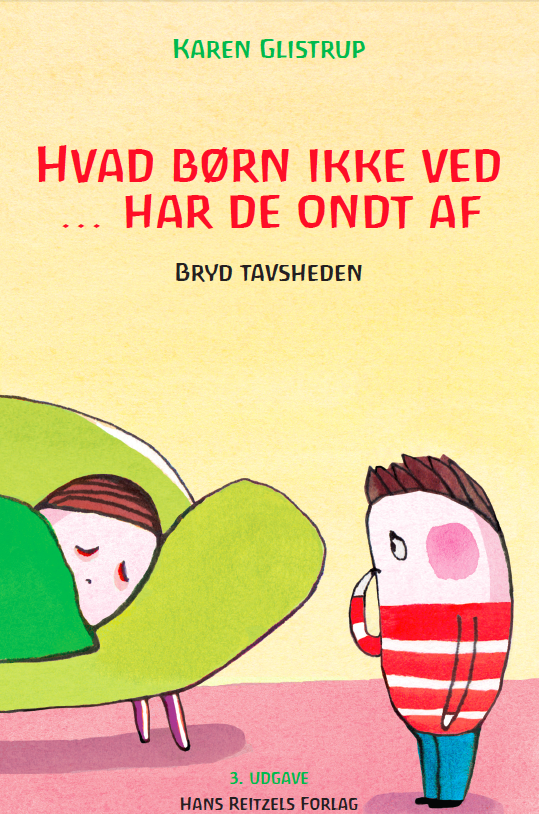 Karen Glistrup
Hvad børn ikke ved
... har de ondt af
Bryd tavsheden
3. udgave
Hans Reitzels Forlag